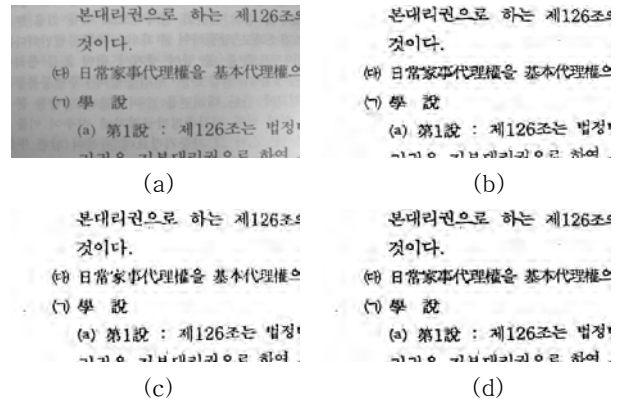 본대리권으로 하는 제126조의
것이다.
㈐ 日常家事代理權을 基本代理權으
㈀ 學 說
(a) 第1說 : 제126조는 법정
(a)
본대리권으로 하는 제126조의
것이다.
㈐ 日常家事代理權을 基本代理權으
㈀ 學 說
(a) 第1說 : 제126조는 법정
(b)
본대리권으로 하는 제126조의
것이다.
㈐ 日常家事代理權을 基本代理權으
㈀ 學 說
(a) 第1說 : 제126조는 법정
(c)
본대리권으로 하는 제126조의
것이다.
㈐ 日常家事代理權을 基本代理權으
㈀ 學 說
(a) 第1說 : 제126조는 법정
(d)